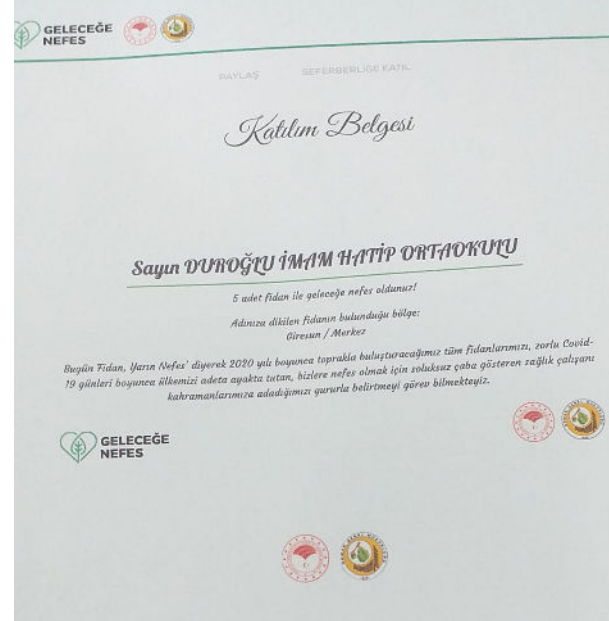 GELECEĞE
NEFES
PAYLAŞ SEFERBERLİĞE KATIL
Katılım Belgesi
Sayın DUROĞLU İMAM HATİP ORTAOKULU
5 adet fidan ile geleceğe nefes oldunuz!
Adınıza dikilen fidanın bulunduğu bölge:
Giresun / Merkez
Bugün Fidan, Yarın Nefes' diyerek 2020 yılı boyunca toprakla buluşturacağımız tüm fidanlarımızı, zorlu Covid-
19 günleri boyunca ülkemizi adeta ayakta tutan, bizlere nefes olmak için soluksuz çaba gösteren sağlık çalışanı
kahramanlarımıza adadığımızı gururla belirtmeyi görev bilmekteyiz.
GELECEĞE
NEFES